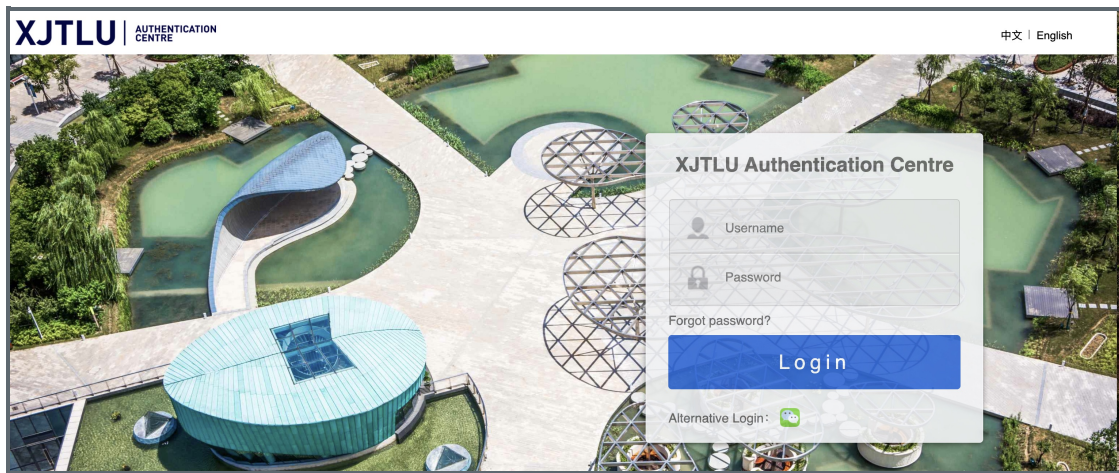 XJTLU AUTHENTICATION CENTRE
中文 | English
XJTLU Authentication Centre
Username
Password
Forgot password?
Login
Alternative Login：